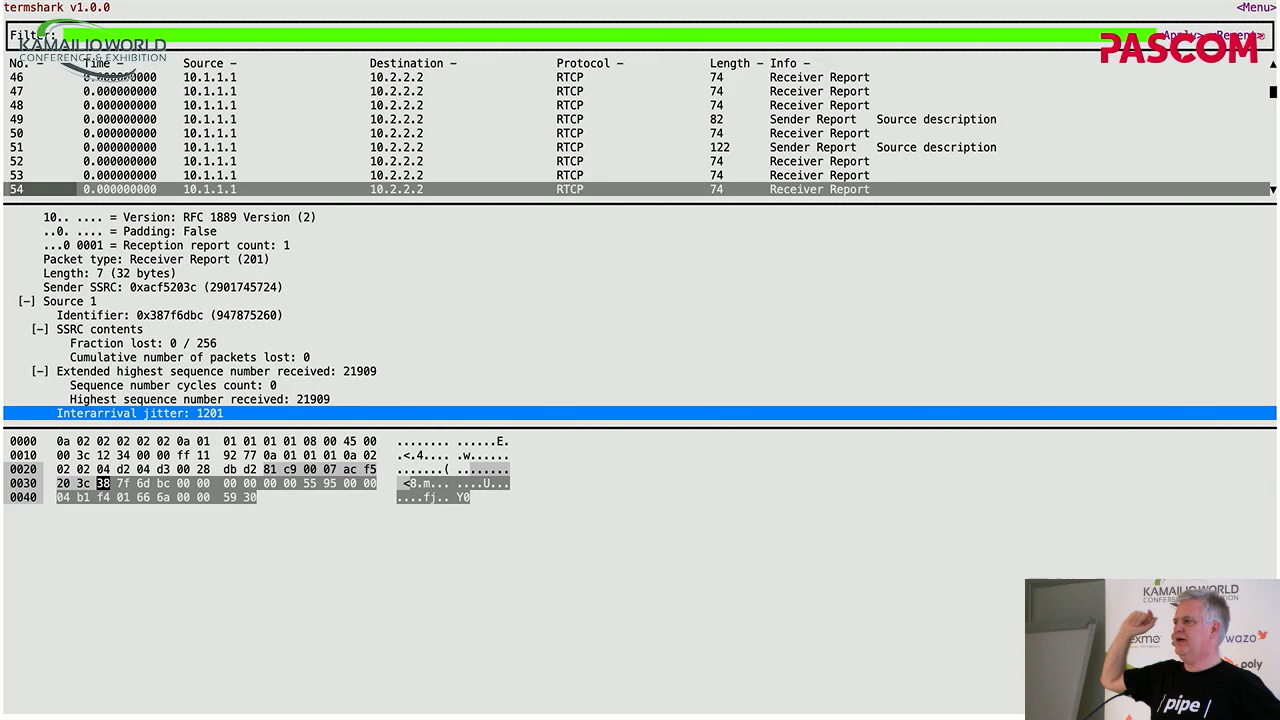 termshark v1.0.0 <Menu>
Filter: <Apply> <Recent>
KAMAILIO WORLD
CONFERENCE & EXHIBITION
PASCOM
No. - Time - Source - Destination - Protocol - Length - Info -
46 0.000000000 10.1.1.1 10.2.2.2 RTCP 74 Receiver Report
47 0.000000000 10.1.1.1 10.2.2.2 RTCP 74 Receiver Report
48 0.000000000 10.1.1.1 10.2.2.2 RTCP 74 Receiver Report
49 0.000000000 10.1.1.1 10.2.2.2 RTCP 82 Sender Report Source description
50 0.000000000 10.1.1.1 10.2.2.2 RTCP 74 Receiver Report
51 0.000000000 10.1.1.1 10.2.2.2 RTCP 122 Sender Report Source description
52 0.000000000 10.1.1.1 10.2.2.2 RTCP 74 Receiver Report
53 0.000000000 10.1.1.1 10.2.2.2 RTCP 74 Receiver Report
54 0.000000000 10.1.1.1 10.2.2.2 RTCP 74 Receiver Report
10.. .... = Version: RFC 1889 Version (2)
..0. .... = Padding: False
...0 0001 = Reception report count: 1
Packet type: Receiver Report (201)
Length: 7 (32 bytes)
Sender SSRC: 0xacf5203c (2901745724)
[-] Source 1
Identifier: 0x387f6dbc (947875260)
[-] SSRC contents
Fraction lost: 0 / 256
Cumulative number of packets lost: 0
[-] Extended highest sequence number received: 21909
Sequence number cycles count: 0
Highest sequence number received: 21909
Interarrival jitter: 1201
0000 0a 02 02 02 02 02 0a 01 01 01 01 01 08 00 45 00 ........ ......E.
0010 00 3c 12 34 00 00 ff 11 92 77 0a 01 01 01 0a 02 .<.4.... .w......
0020 02 02 04 d2 04 d3 00 28 db d2 81 c9 00 07 ac f5 .......( ........
0030 20 3c 38 7f 6d bc 00 00 00 00 00 00 55 95 00 00 <8.m... ....U...
0040 04 b1 f4 01 66 6a 00 00 59 30 ....fj.. Y0
KAMAILIO WORLD
CONFERENCE & EXHIBITION
exmo
wazo
poly
|pipe|